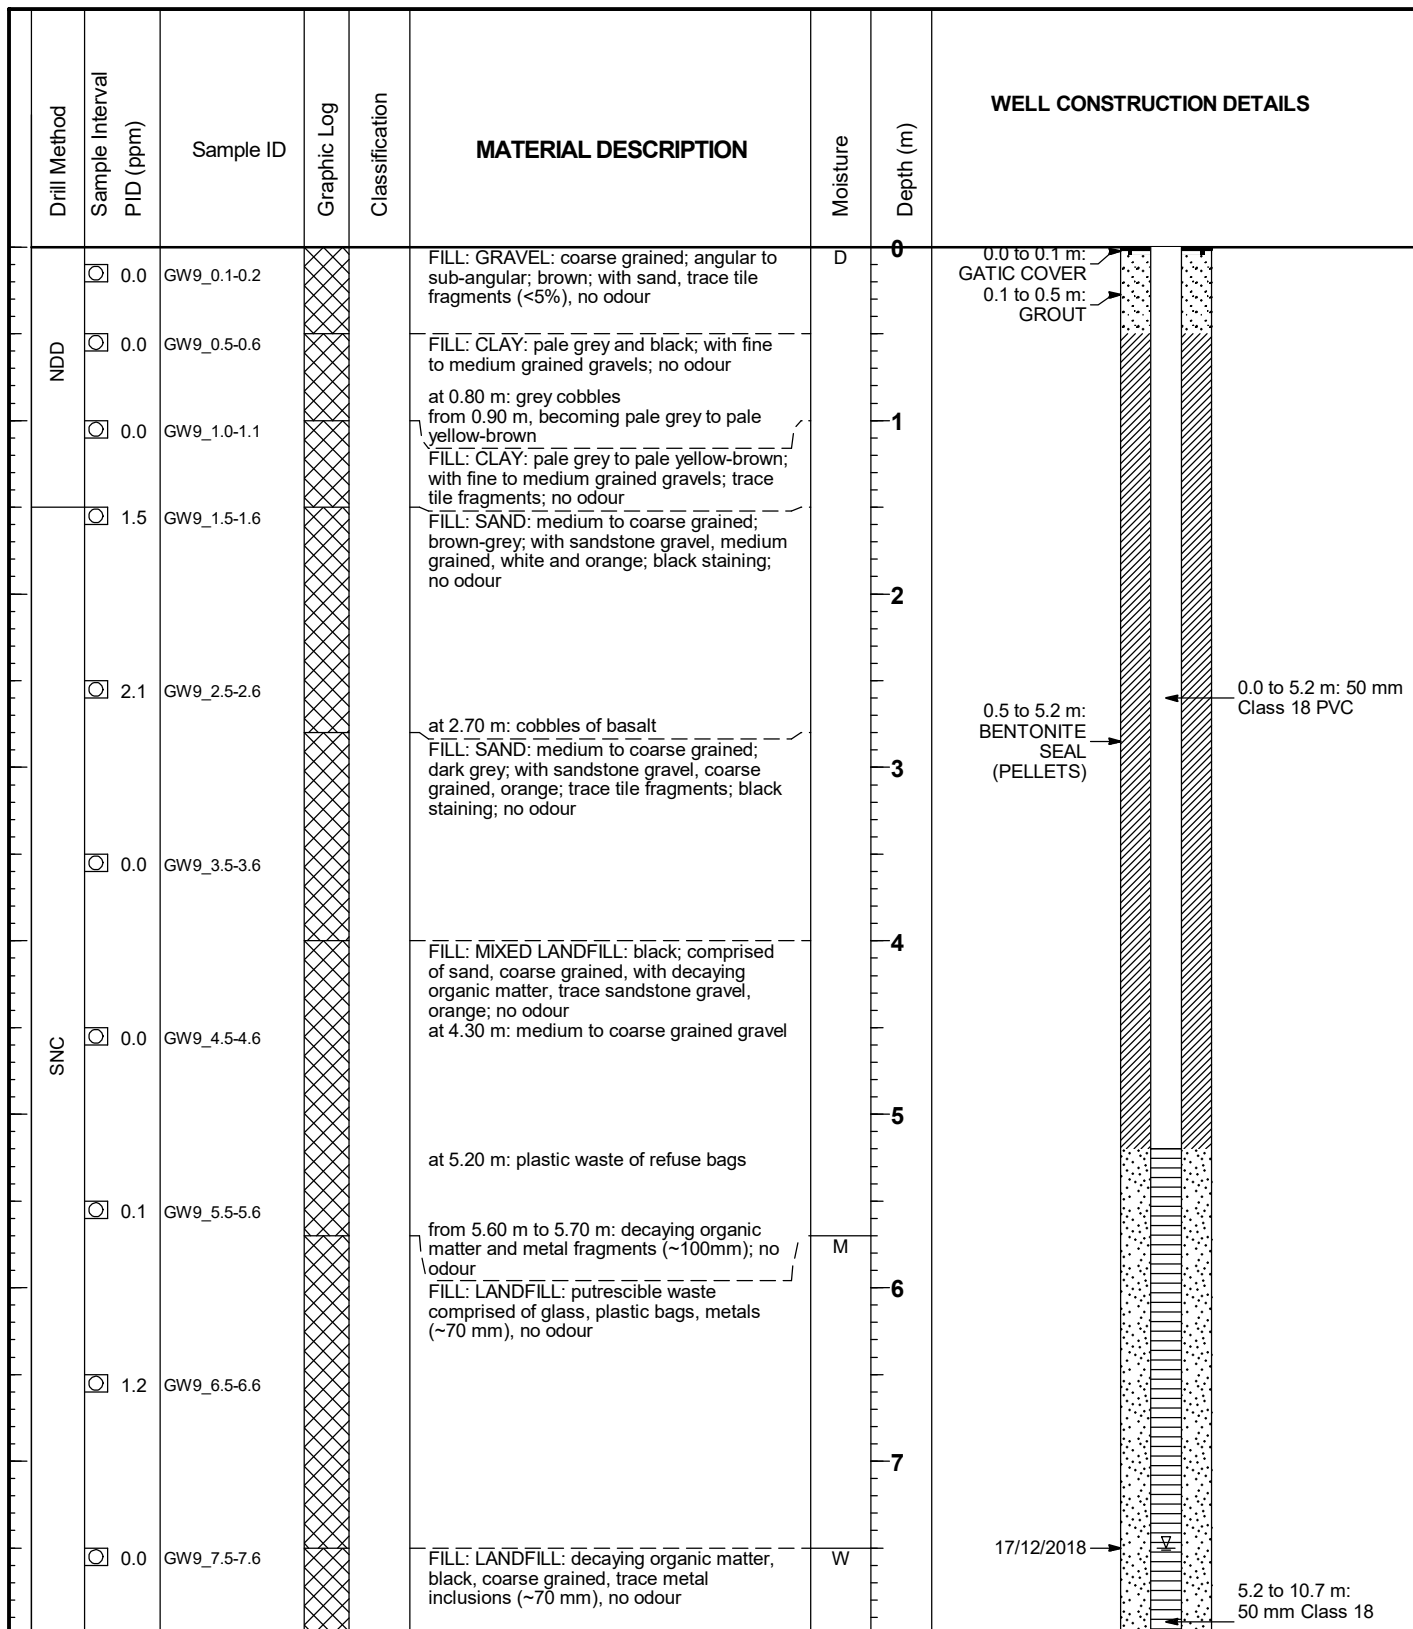 Drill Method
Sample Interval
PID (ppm)
Sample ID
Graphic Log
Classification
MATERIAL DESCRIPTION
Moisture
Depth (m)
WELL CONSTRUCTION DETAILS
NDD
SNC
0.0 GW9_0.1-0.2
0.0 GW9_0.5-0.6
0.0 GW9_1.0-1.1
1.5 GW9_1.5-1.6
2.1 GW9_2.5-2.6
0.0 GW9_3.5-3.6
0.0 GW9_4.5-4.6
0.1 GW9_5.5-5.6
1.2 GW9_6.5-6.6
0.0 GW9_7.5-7.6
FILL: GRAVEL: coarse grained; angular to
sub-angular; brown; with sand, trace tile
fragments (<5%), no odour
FILL: CLAY: pale grey and black; with fine
to medium grained gravels; no odour
at 0.80 m: grey cobbles
from 0.90 m, becoming pale grey to pale
yellow-brown
FILL: CLAY: pale grey to pale yellow-brown;
with fine to medium grained gravels; trace
tile fragments; no odour
FILL: SAND: medium to coarse grained;
brown-grey; with sandstone gravel, medium
grained, white and orange; black staining;
no odour
at 2.70 m: cobbles of basalt
FILL: SAND: medium to coarse grained;
dark grey; with sandstone gravel, coarse
grained, orange; trace tile fragments; black
staining; no odour
FILL: MIXED LANDFILL: black; comprised
of sand, coarse grained, with decaying
organic matter, trace sandstone gravel,
orange; no odour
at 4.30 m: medium to coarse grained gravel
at 5.20 m: plastic waste of refuse bags
from 5.60 m to 5.70 m: decaying organic
matter and metal fragments (~100mm); no
odour
FILL: LANDFILL: putrescible waste
comprised of glass, plastic bags, metals
(~70 mm), no odour
FILL: LANDFILL: decaying organic matter,
black, coarse grained, trace metal
inclusions (~70 mm), no odour
D
M
W
0
1
2
3
4
5
6
7
0.0 to 0.1 m:
GATIC COVER
0.1 to 0.5 m:
GROUT
0.5 to 5.2 m:
BENTONITE
SEAL
(PELLETS)
0.0 to 5.2 m: 50 mm
Class 18 PVC
17/12/2018
5.2 to 10.7 m:
50 mm Class 18